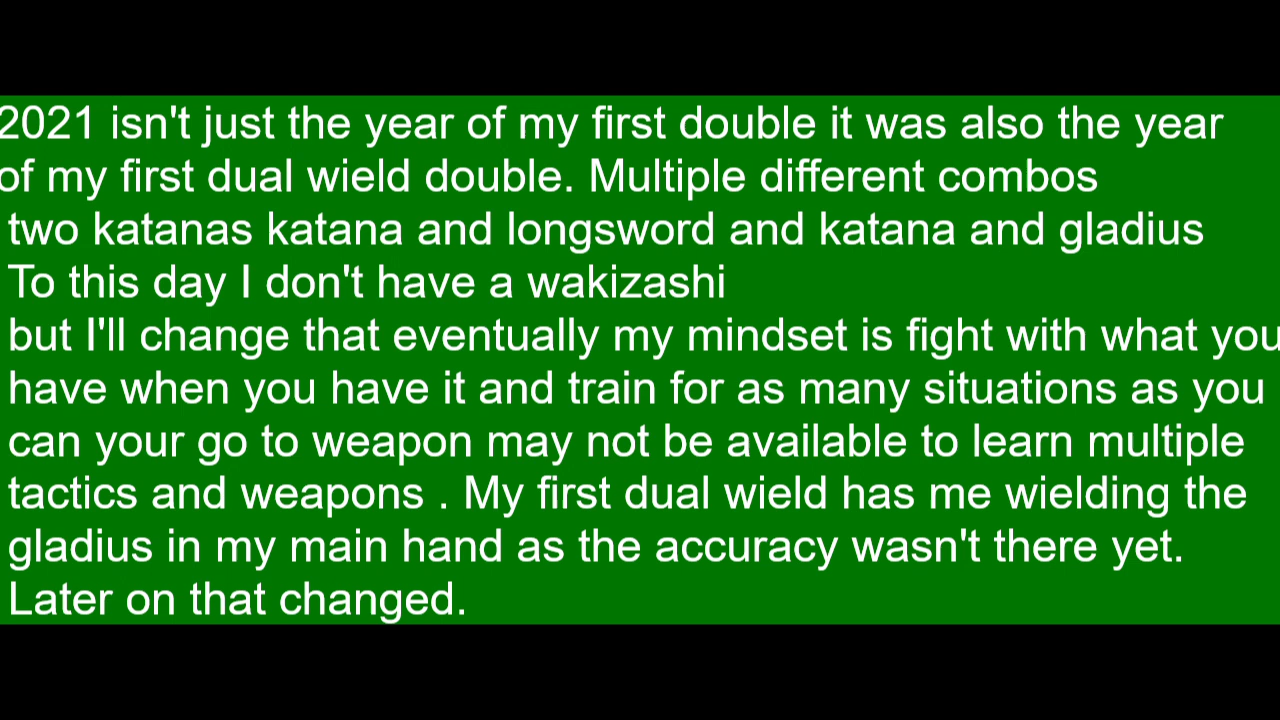 2021 isn't just the year of my first double it was also the year
of my first dual wield double. Multiple different combos
two katanas katana and longsword and katana and gladius
To this day I don't have a wakizashi
but I'll change that eventually my mindset is fight with what you
have when you have it and train for as many situations as you
can your go to weapon may not be available to learn multiple
tactics and weapons . My first dual wield has me wielding the
gladius in my main hand as the accuracy wasn't there yet.
Later on that changed.